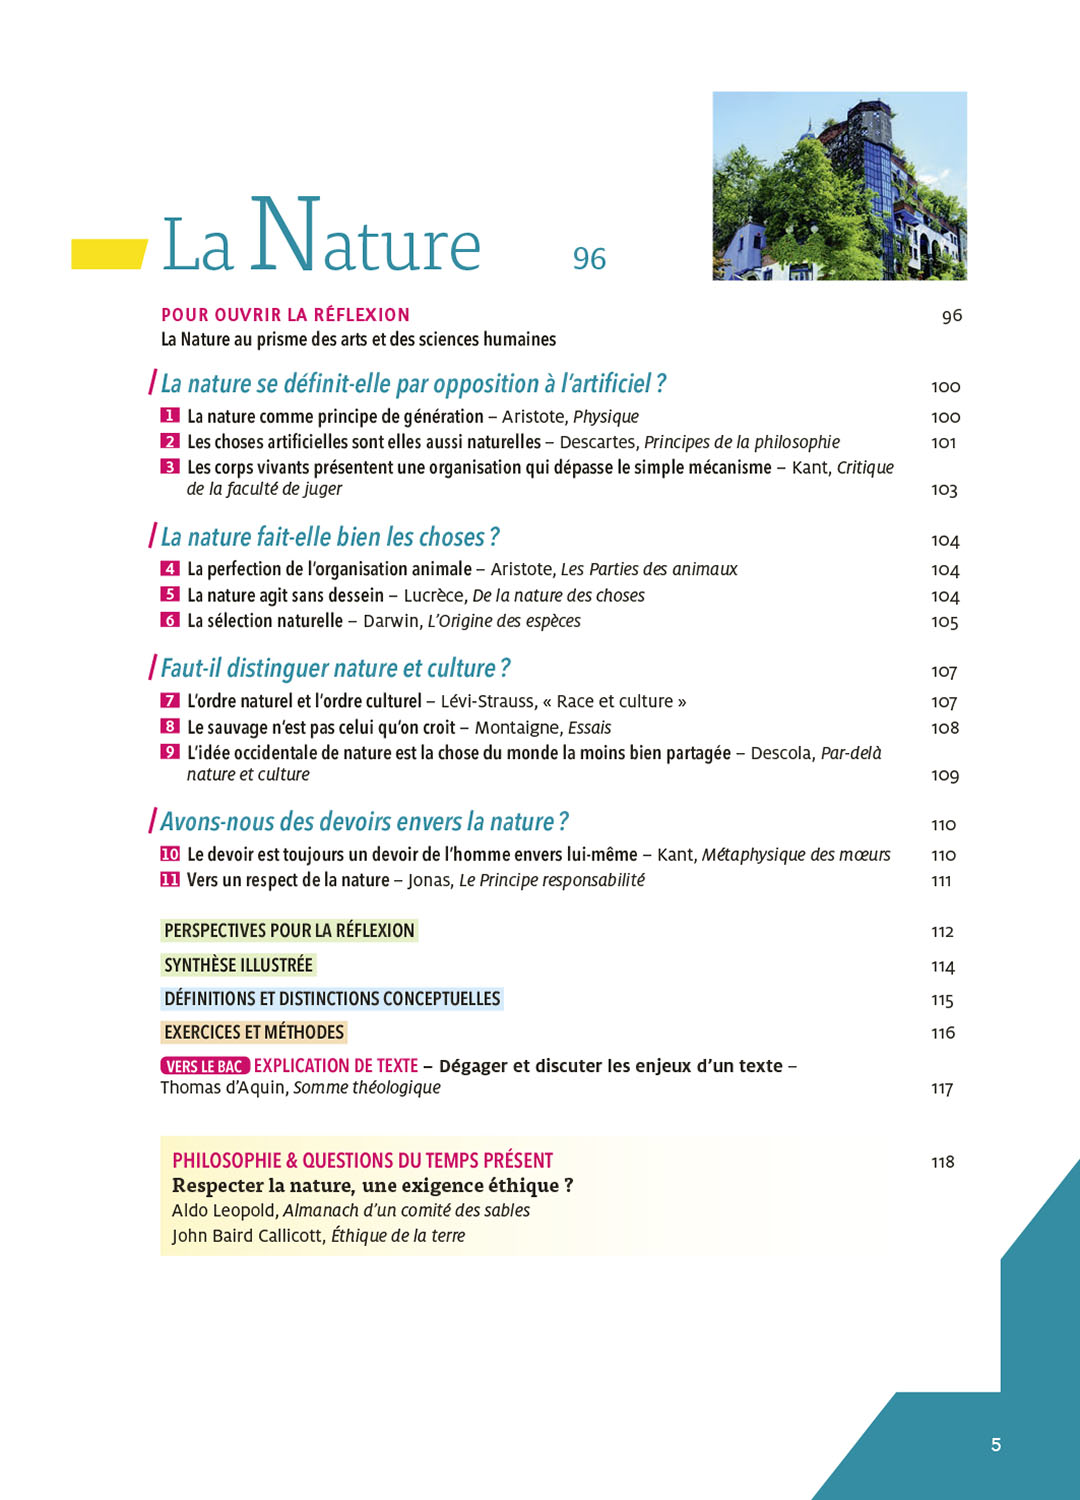 La Nature 96
POUR OUVRIR LA RÉFLEXION 96
La Nature au prisme des arts et des sciences humaines
La nature se définit-elle par opposition à l'artificiel ? 100
1 La nature comme principe de génération – Aristote, Physique 100
2 Les choses artificielles sont elles aussi naturelles – Descartes, Principes de la philosophie 101
3 Les corps vivants présentent une organisation qui dépasse le simple mécanisme – Kant, Critique
de la faculté de juger 103
La nature fait-elle bien les choses ? 104
4 La perfection de l'organisation animale – Aristote, Les Parties des animaux 104
5 La nature agit sans dessein – Lucrèce, De la nature des choses 104
6 La sélection naturelle – Darwin, L'Origine des espèces 105
Faut-il distinguer nature et culture ? 107
7 L'ordre naturel et l'ordre culturel – Lévi-Strauss, « Race et culture » 107
8 Le sauvage n'est pas celui qu'on croit – Montaigne, Essais 108
9 L'idée occidentale de nature est la chose du monde la moins bien partagée – Descola, Par-delà
nature et culture 109
Avons-nous des devoirs envers la nature ? 110
10 Le devoir est toujours un devoir de l'homme envers lui-même – Kant, Métaphysique des mœurs 110
11 Vers un respect de la nature – Jonas, Le Principe responsabilité 111
PERSPECTIVES POUR LA RÉFLEXION 112
SYNTHÈSE ILLUSTRÉE 114
DÉFINITIONS ET DISTINCTIONS CONCEPTUELLES 115
EXERCICES ET MÉTHODES 116
VERS LE BAC EXPLICATION DE TEXTE – Dégager et discuter les enjeux d'un texte –
Thomas d'Aquin, Somme théologique 117
PHILOSOPHIE & QUESTIONS DU TEMPS PRÉSENT 118
Respecter la nature, une exigence éthique ?
Aldo Leopold, Almanach d'un comité des sables
John Baird Callicott, Éthique de la terre
5